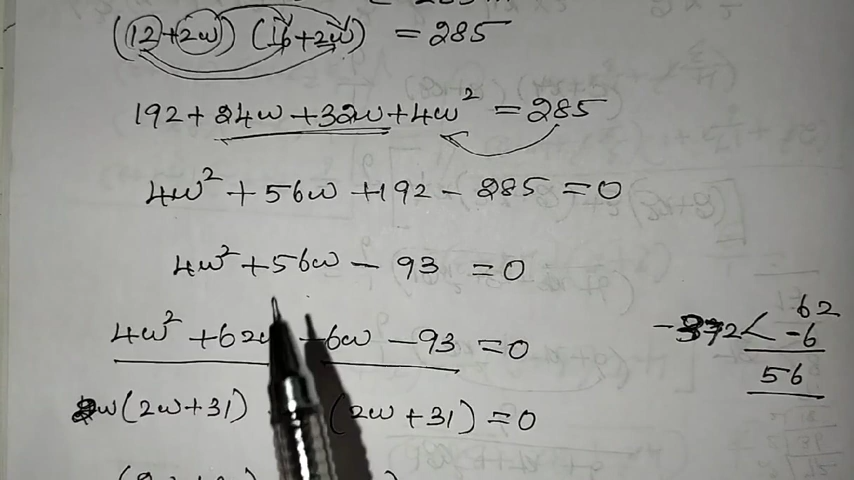 (12+2w) (16+2w) = 285
192 + 24w + 32w + 4w² = 285
4w² + 56w + 192 - 285 = 0
4w² + 56w - 93 = 0
4w² + 62w - 6w - 93 = 0
-372 < 62
-6
56
2w (2w + 31) (2w + 31) = 0